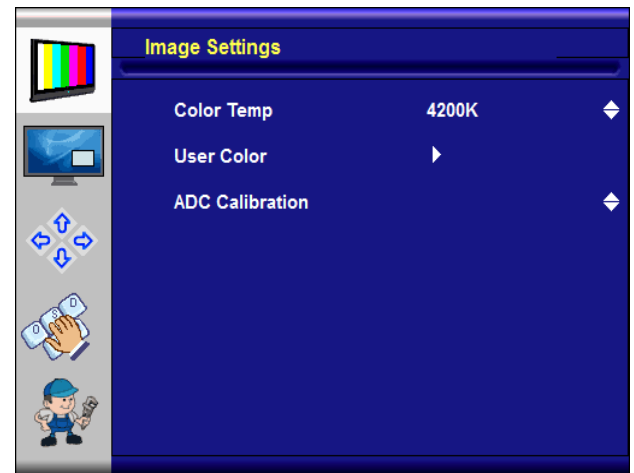 Image Settings
Color Temp 4200K
User Color
ADC Calibration
O S D